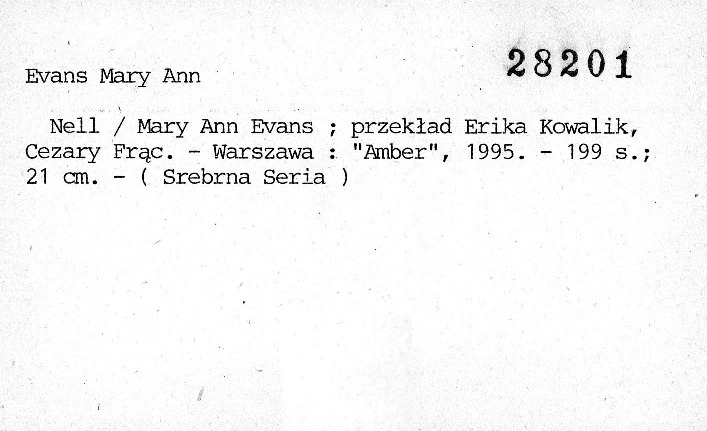 28201
Evans Mary Ann
Nell / Mary Ann Evans ; przekład Erika Kowalik,
Cezary Frąc. - Warszawa : "Amber", 1995. - 199 s.;
21 cm. - ( Srebrna Seria )